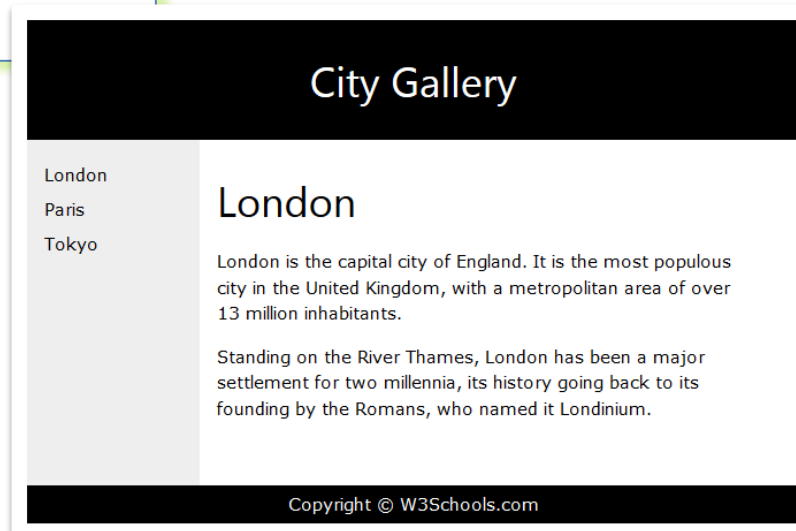 City Gallery
London
Paris
Tokyo
London
London is the capital city of England. It is the most populous
city in the United Kingdom, with a metropolitan area of over
13 million inhabitants.
Standing on the River Thames, London has been a major
settlement for two millennia, its history going back to its
founding by the Romans, who named it Londinium.
Copyright © W3Schools.com